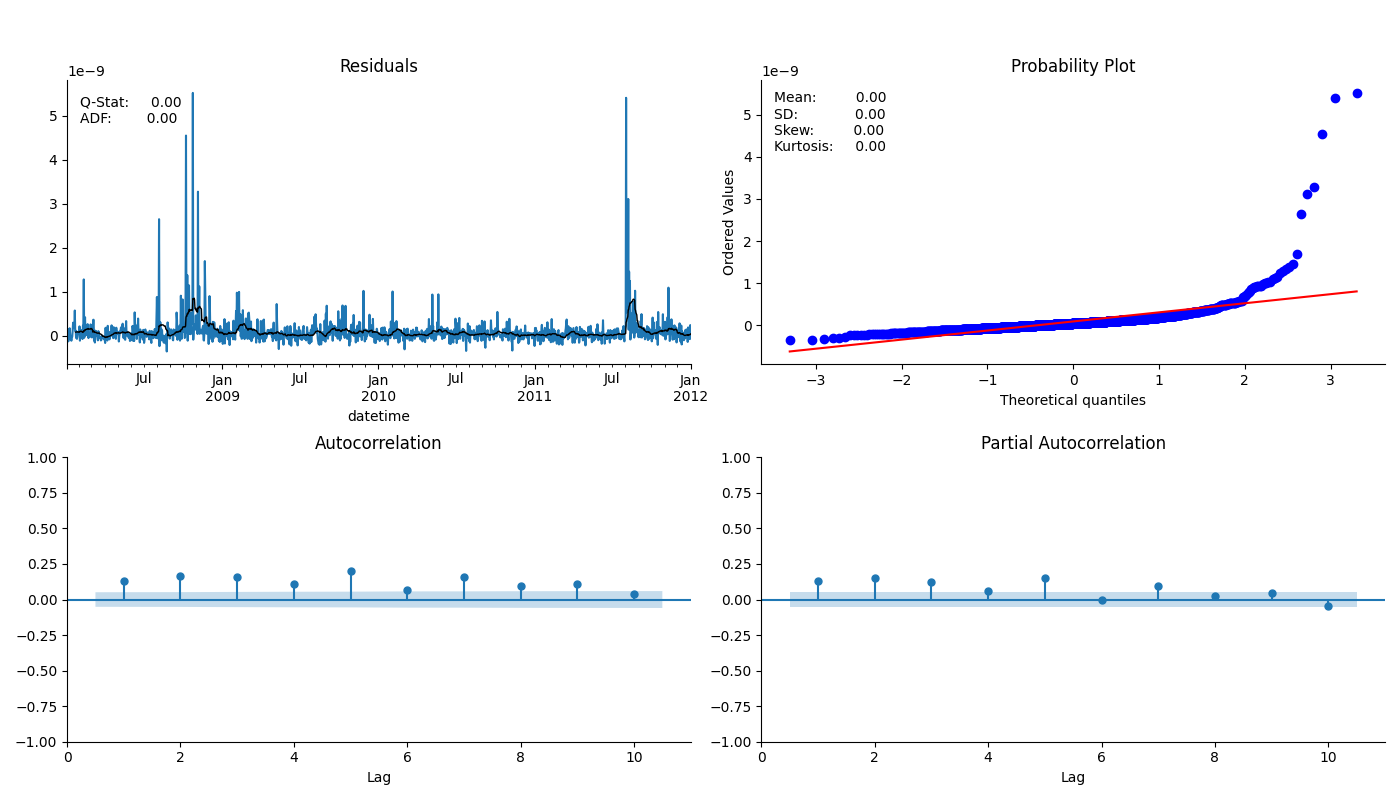 Residuals
1e−9
Q-Stat: 0.00
ADF: 0.00
5
4
3
2
1
0
Jul Jan Jul Jan Jul Jan Jul Jan
2009 2010 2011 2012
datetime
Probability Plot
1e−9
Mean: 0.00
SD: 0.00
Skew: 0.00
Kurtosis: 0.00
Ordered Values
5
4
3
2
1
0
−3 −2 −1 0 1 2 3
Theoretical quantiles
Autocorrelation
1.00
0.75
0.50
0.25
0.00
−0.25
−0.50
−0.75
−1.00
0 2 4 6 8 10
Lag
Partial Autocorrelation
1.00
0.75
0.50
0.25
0.00
−0.25
−0.50
−0.75
−1.00
0 2 4 6 8 10
Lag